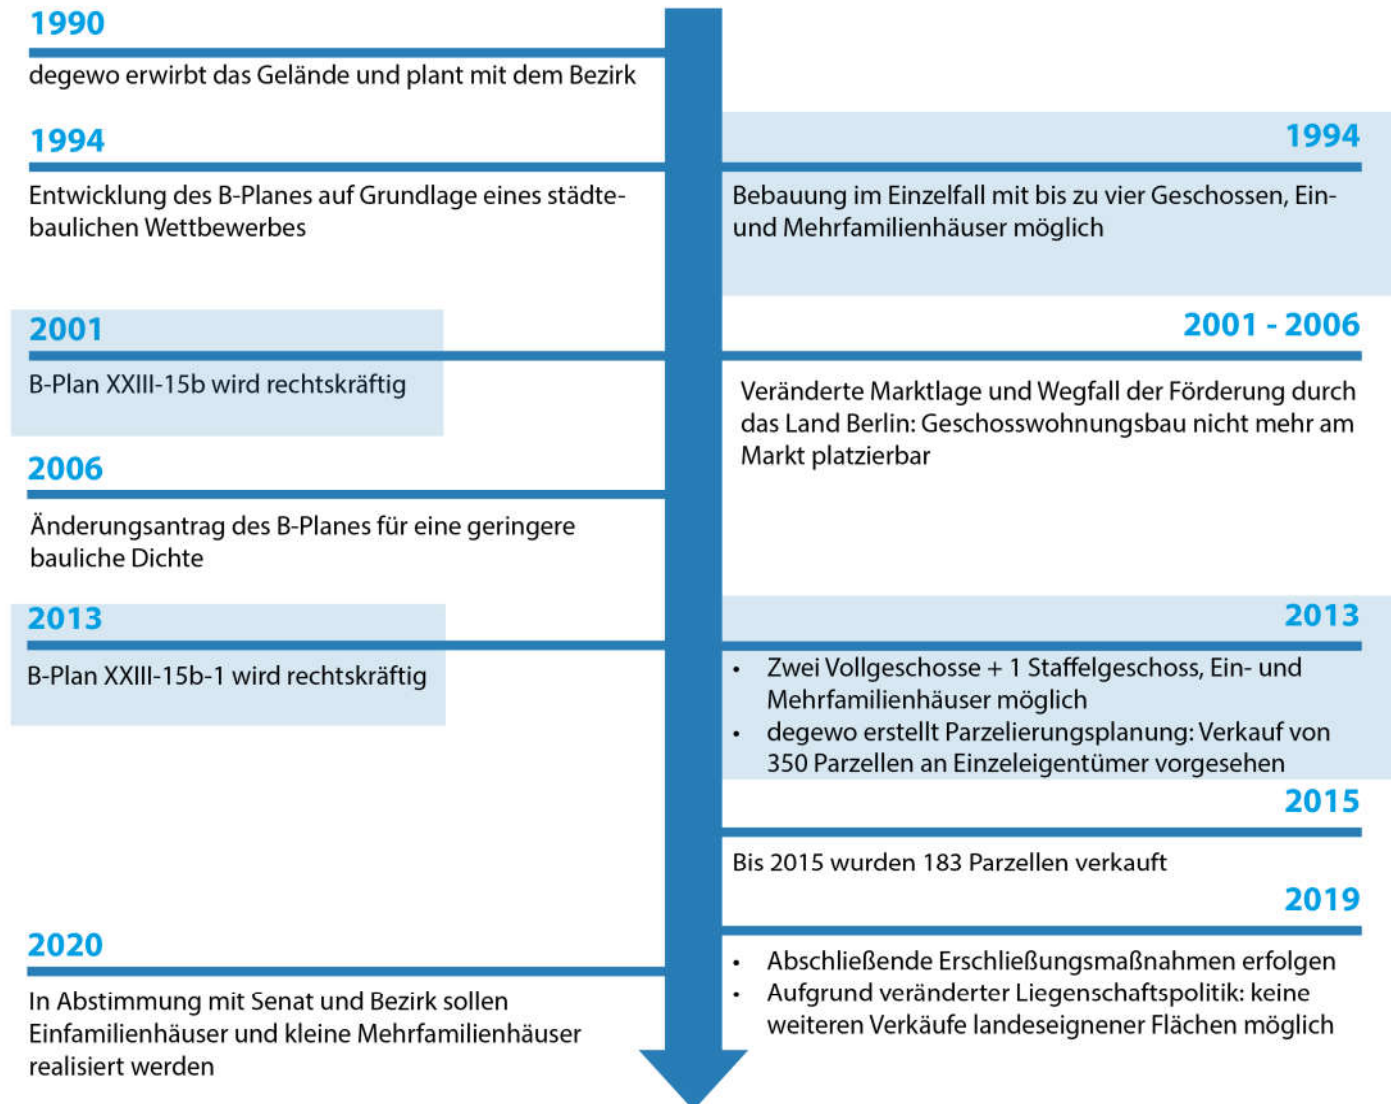 1990
degewo erwirbt das Gelände und plant mit dem Bezirk
1994
Entwicklung des B-Planes auf Grundlage eines städte-
baulichen Wettbewerbes
1994
Bebauung im Einzelfall mit bis zu vier Geschossen, Ein-
und Mehrfamilienhäuser möglich
2001
B-Plan XXIII-15b wird rechtskräftig
2001 - 2006
Veränderte Marktlage und Wegfall der Förderung durch
das Land Berlin: Geschosswohnungsbau nicht mehr am
Markt platzierbar
2006
Änderungsantrag des B-Planes für eine geringere
bauliche Dichte
2013
B-Plan XXIII-15b-1 wird rechtskräftig
2013
• Zwei Vollgeschosse + 1 Staffelgeschoss, Ein- und
Mehrfamilienhäuser möglich
• degewo erstellt Parzelierungsplanung: Verkauf von
350 Parzellen an Einzeleigentümer vorgesehen
2015
Bis 2015 wurden 183 Parzellen verkauft
2019
• Abschließende Erschließungsmaßnahmen erfolgen
• Aufgrund veränderter Liegenschaftspolitik: keine
weiteren Verkäufe landeseignener Flächen möglich
2020
In Abstimmung mit Senat und Bezirk sollen
Einfamilienhäuser und kleine Mehrfamilienhäuser
realisiert werden